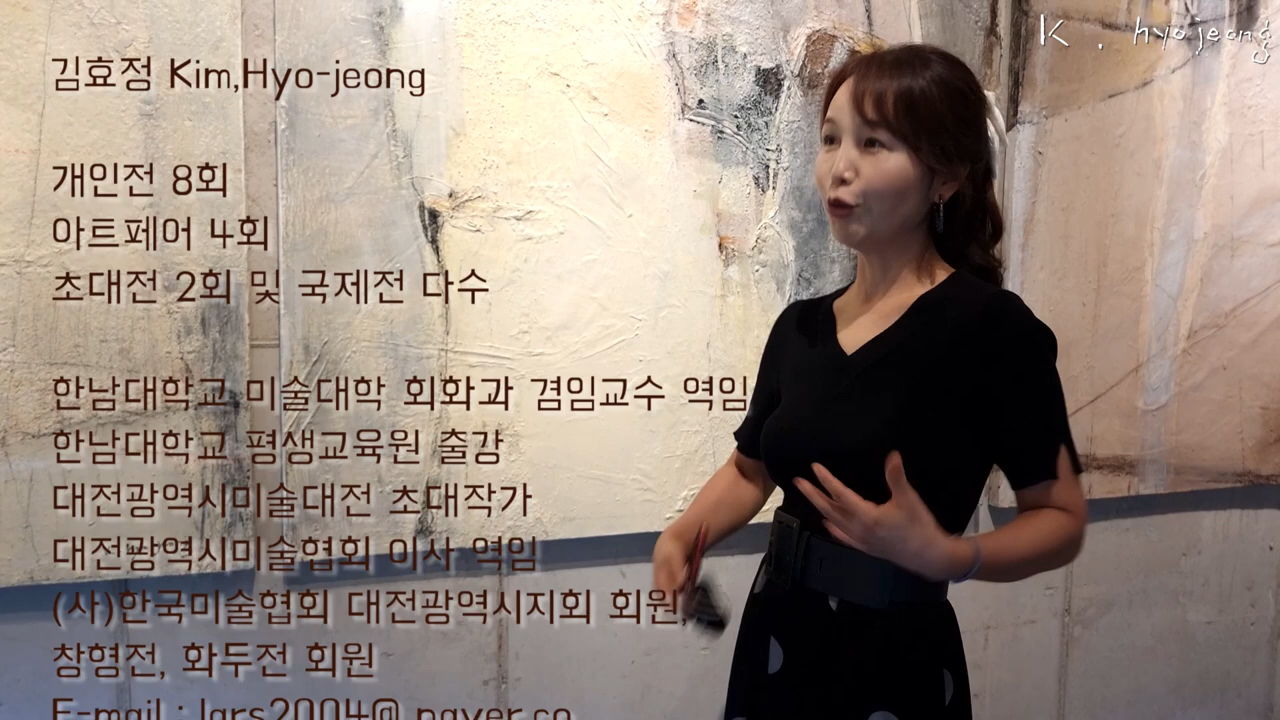 K . hyojeong
김효정 Kim,Hyo-jeong
개인전 8회
아트페어 4회
초대전 2회 및 국제전 다수
한남대학교 미술대학 회화과 겸임교수 역임
한남대학교 평생교육원 출강
대전광역시미술대전 초대작가
대전광역시미술협회 이사 역임
(사)한국미술협회 대전광역시지회 회원,
창형전, 화두전 회원
E-mail : lars2004@ naver.co